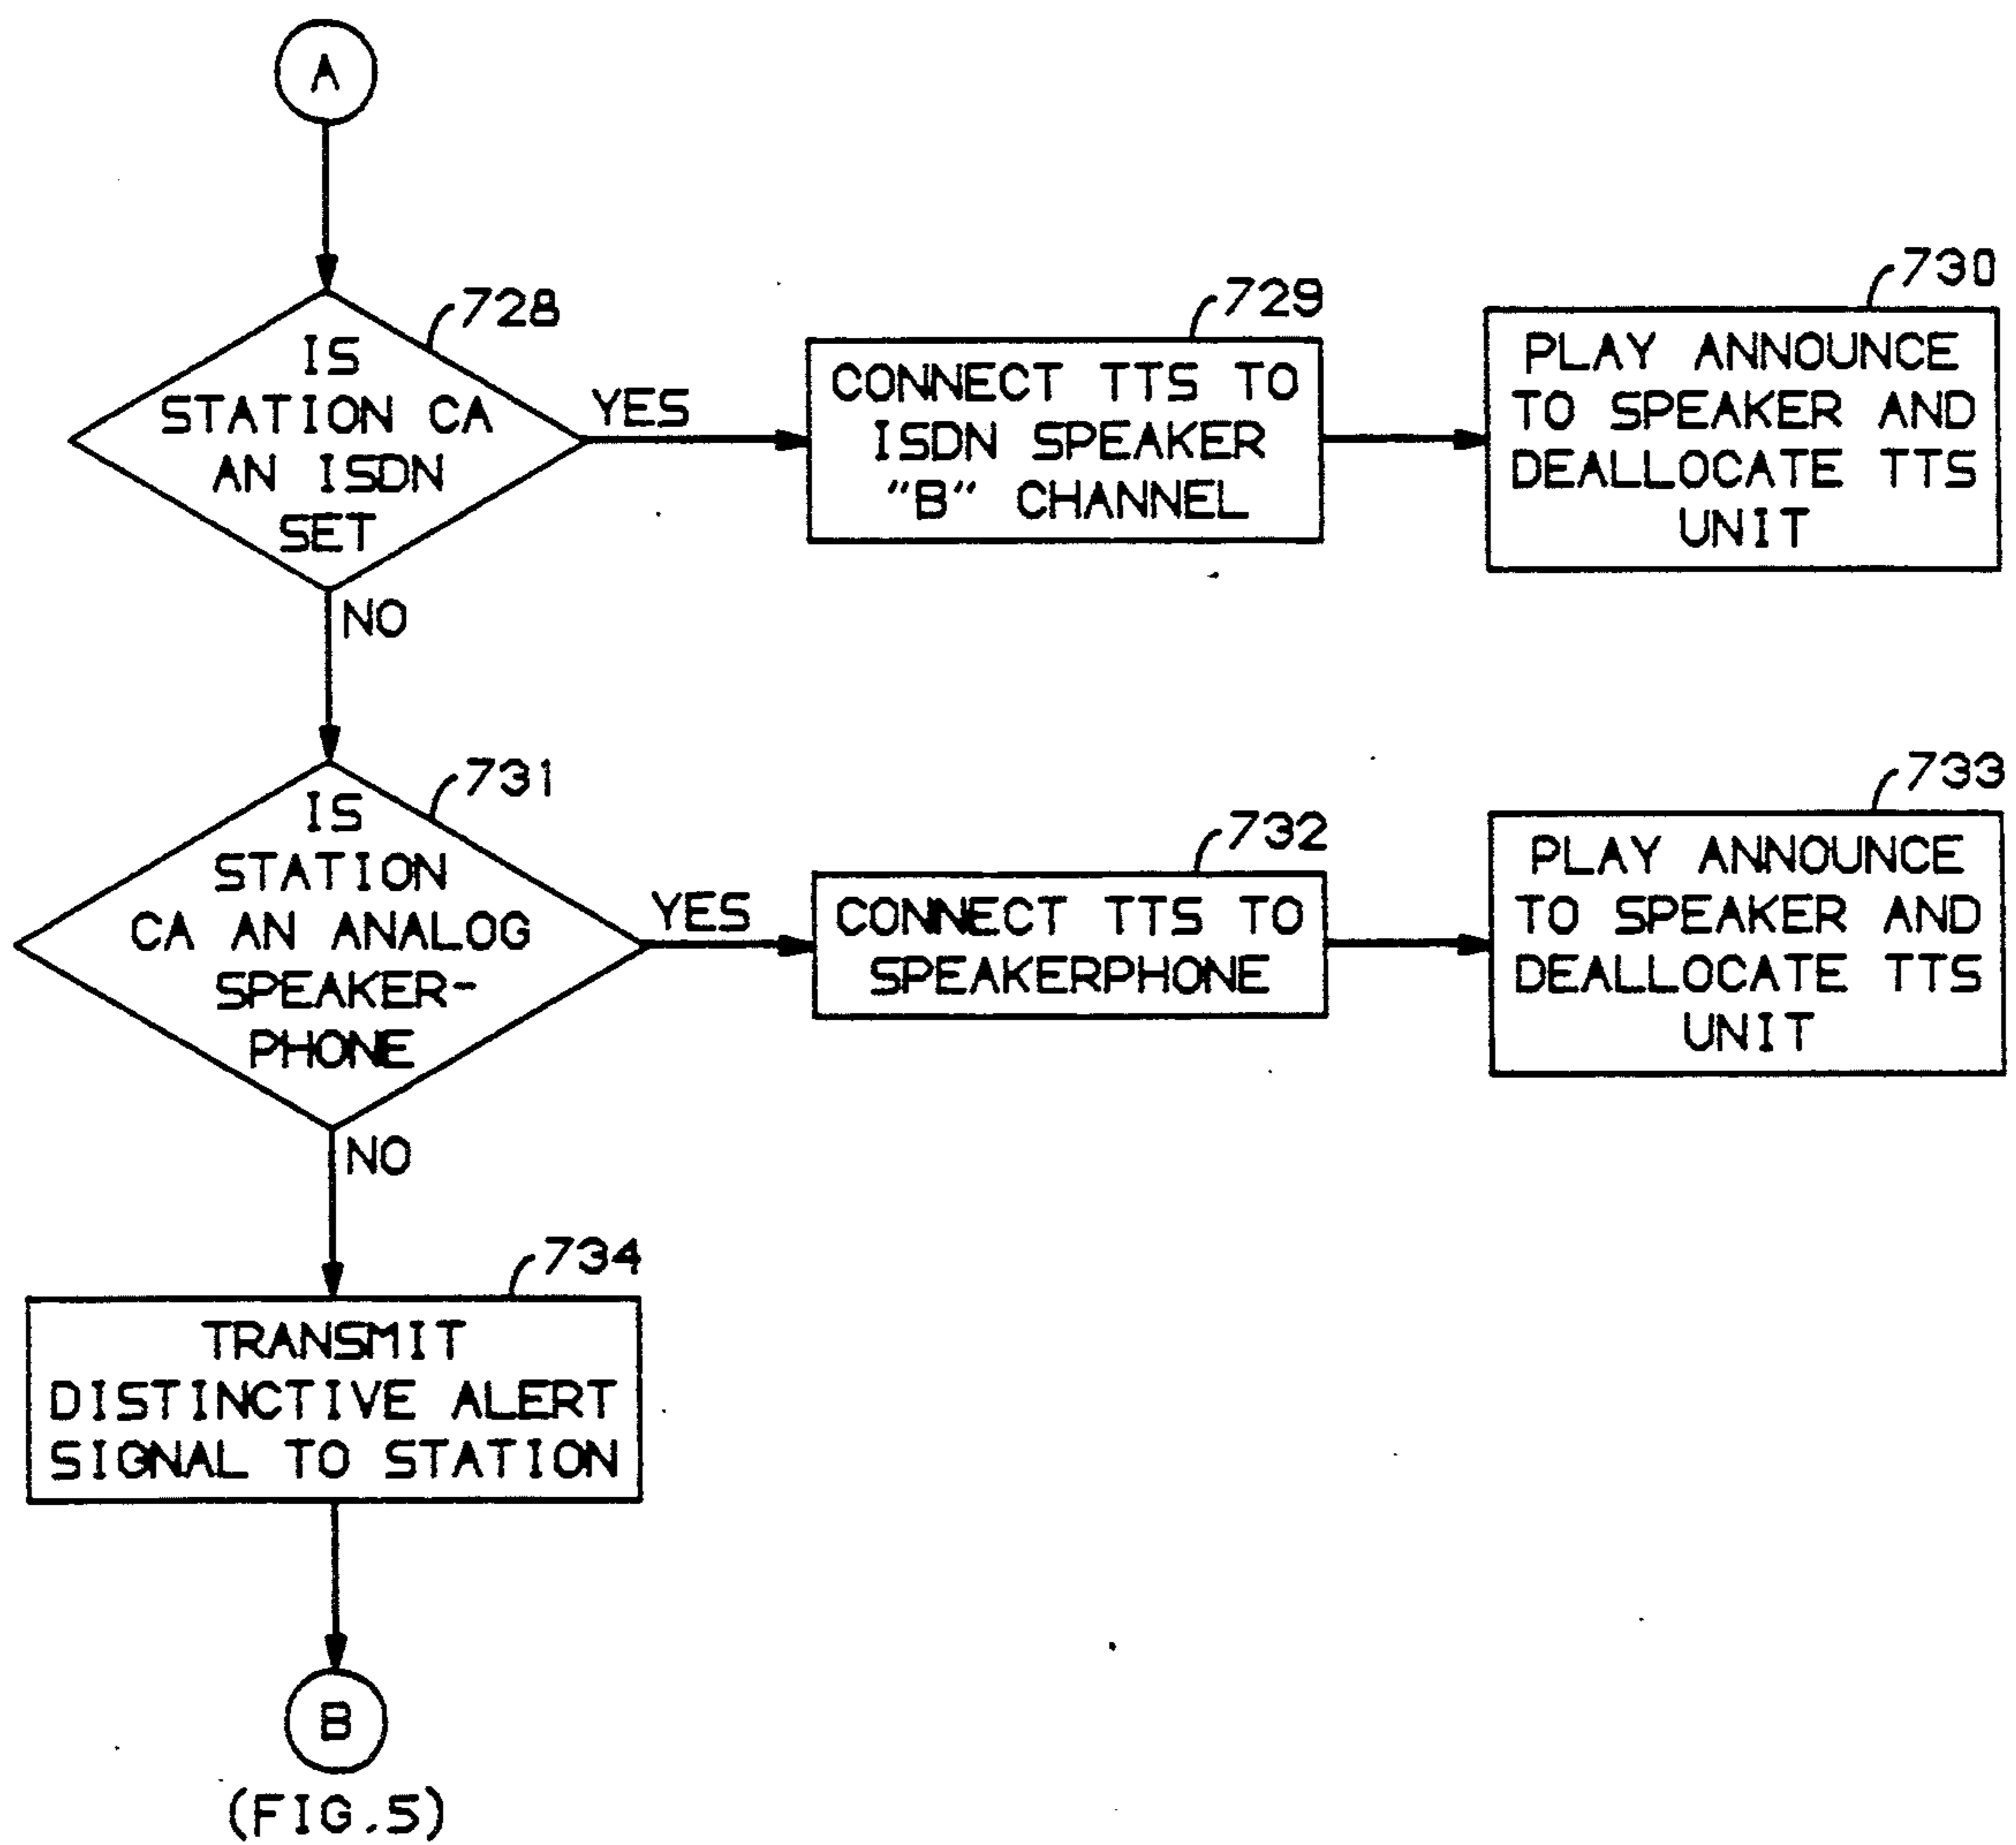 A
728
IS
STATION CA
AN ISDN
SET
YES
NO
729
CONNECT TTS TO
ISDN SPEAKER
"B" CHANNEL
730
PLAY ANNOUNCE
TO SPEAKER AND
DEALLOCATE TTS
UNIT
731
IS
STATION
CA AN ANALOG
SPEAKER-
PHONE
YES
NO
732
CONNECT TTS TO
SPEAKERPHONE
733
PLAY ANNOUNCE
TO SPEAKER AND
DEALLOCATE TTS
UNIT
734
TRANSMIT
DISTINCTIVE ALERT
SIGNAL TO STATION
B
(FIG.5)